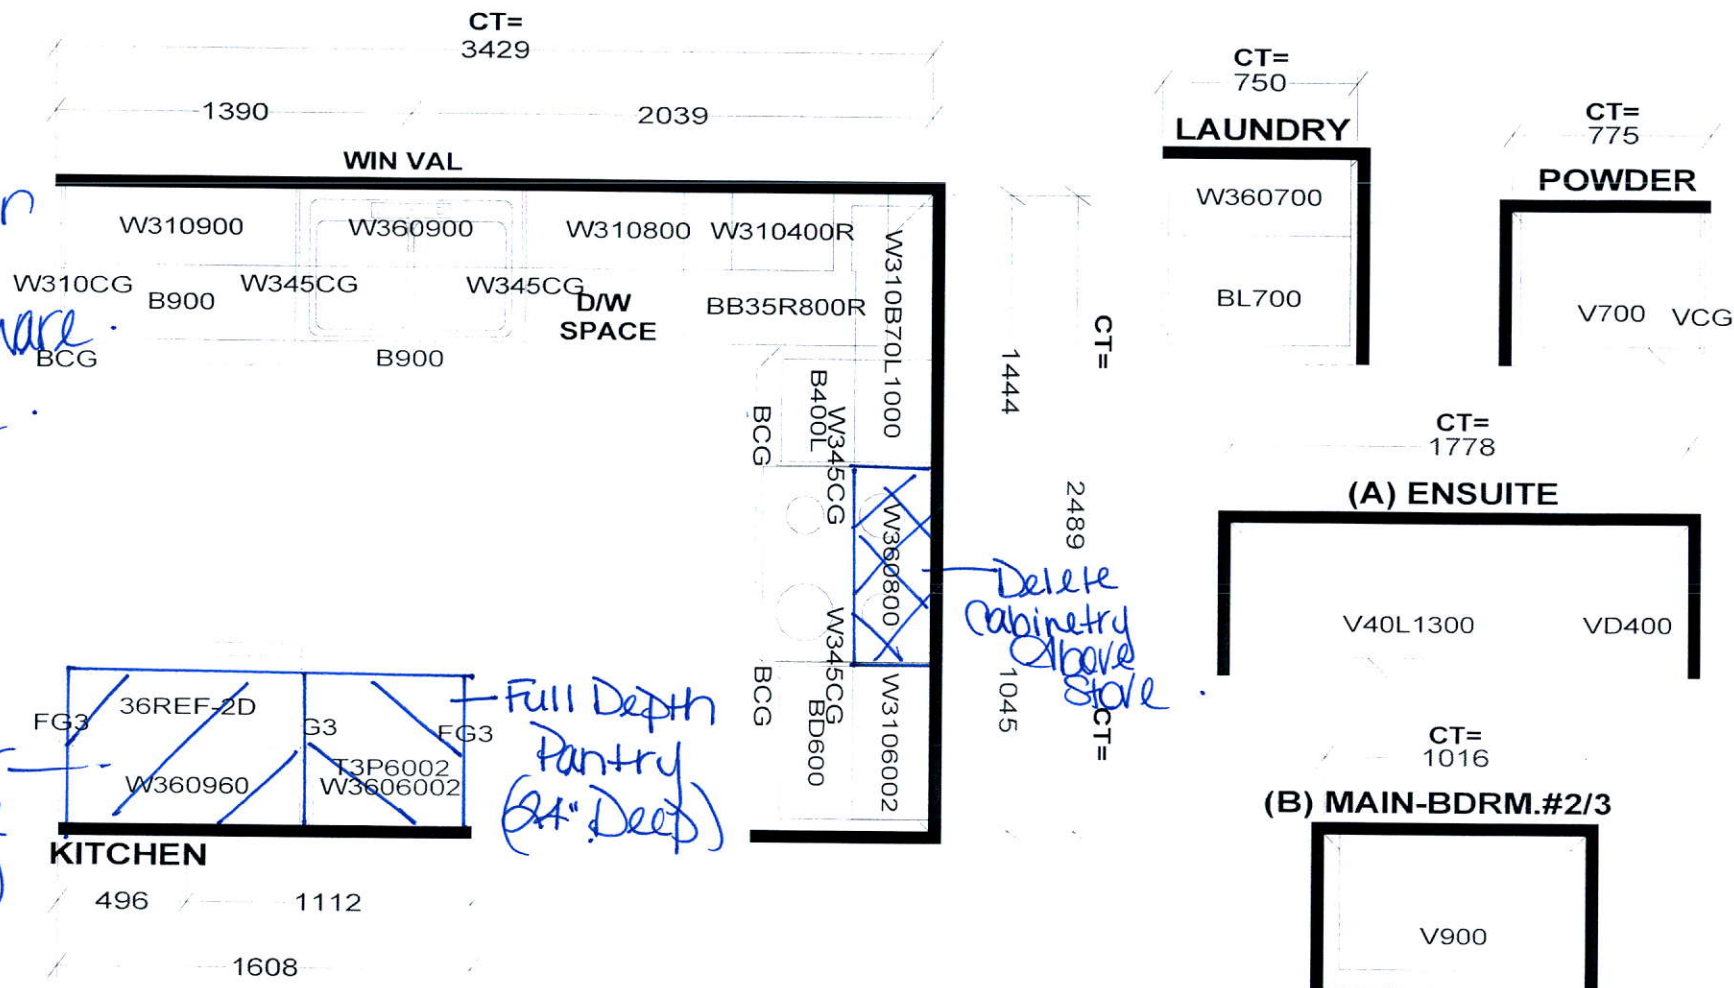 CT=
3429
1390
2039
WIN VAL
W310900
W360900
W310800
W310400R
W310CG
B900
W345CG
W345CG
D/W
SPACE
BB35R800R
BCG
B900
ware.
W310B70L1000
B400L
BCG
W345CG
W360800
W345CG
BCG
BD600
W3106002
1444
CT=
2489
1045
CT=
Delete
Cabinetry
Above
Stove.
36REF-2D
FG3
G3
FG3
W360960
T3P6002
W3606002
Full Depth
Pantry
(24" Deep)
KITCHEN
496
1112
1608
CT=
750
LAUNDRY
W360700
BL700
CT=
775
POWDER
V700
VCG
CT=
1778
(A) ENSUITE
V40L1300
VD400
CT=
1016
(B) MAIN-BDRM.#2/3
V900